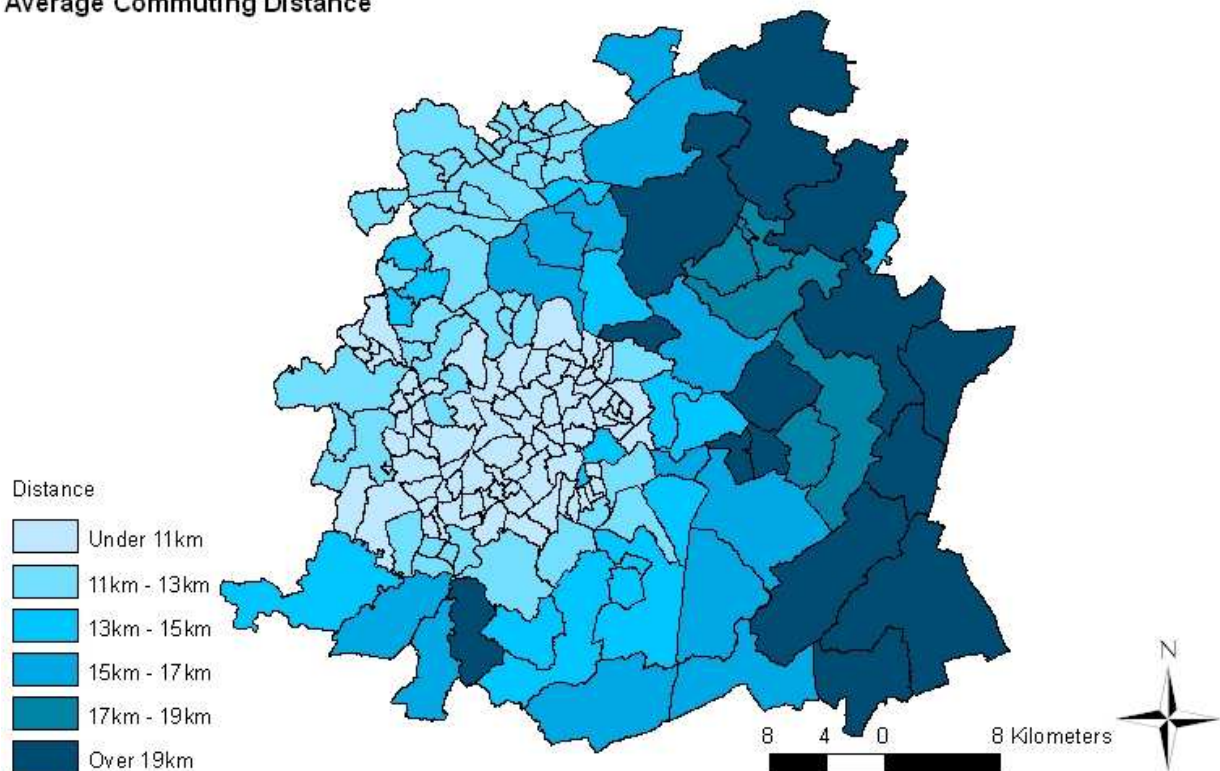 Average Commuting Distance
Distance
Under 11km
11km - 13km
13km - 15km
15km - 17km
17km - 19km
Over 19km
N
8 4 0 8 Kilometers